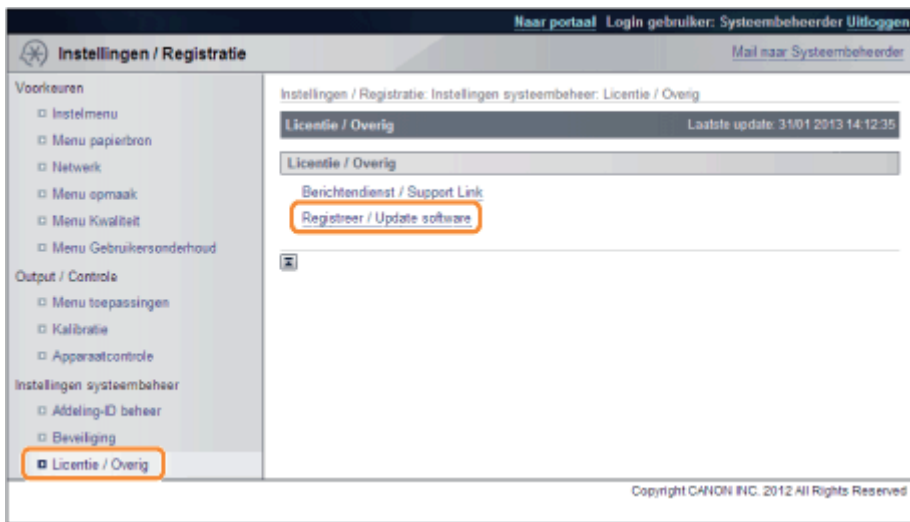 Naar portaal Login gebruiker: Systeembeheerder Uitloggen
Instellingen / Registratie
Mail naar Systeembeheerder
Voorkeuren
Instelmenu
Menu papierbron
Netwerk
Menu opmaak
Menu Kwaliteit
Menu Gebruikersonderhoud
Output / Controle
Menu toepassingen
Kalibratie
Apparaatcontrole
Instellingen systeembeheer
Afdeling-ID beheer
Beveiliging
Licentie / Overig
Instellingen / Registratie: Instellingen systeembeheer: Licentie / Overig
Licentie / Overig
Laatste update: 31/01 2013 14:12:35
Licentie / Overig
Berichtendienst / Support Link
Registreer / Update software
Copyright CANON INC. 2012 All Rights Reserved